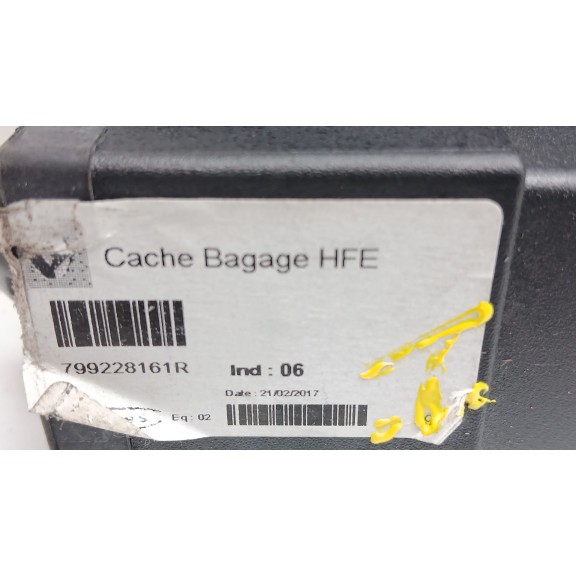 Cache Bagage HFE
799228161R Ind : 06
Date : 21/02/2017
Eq : 02